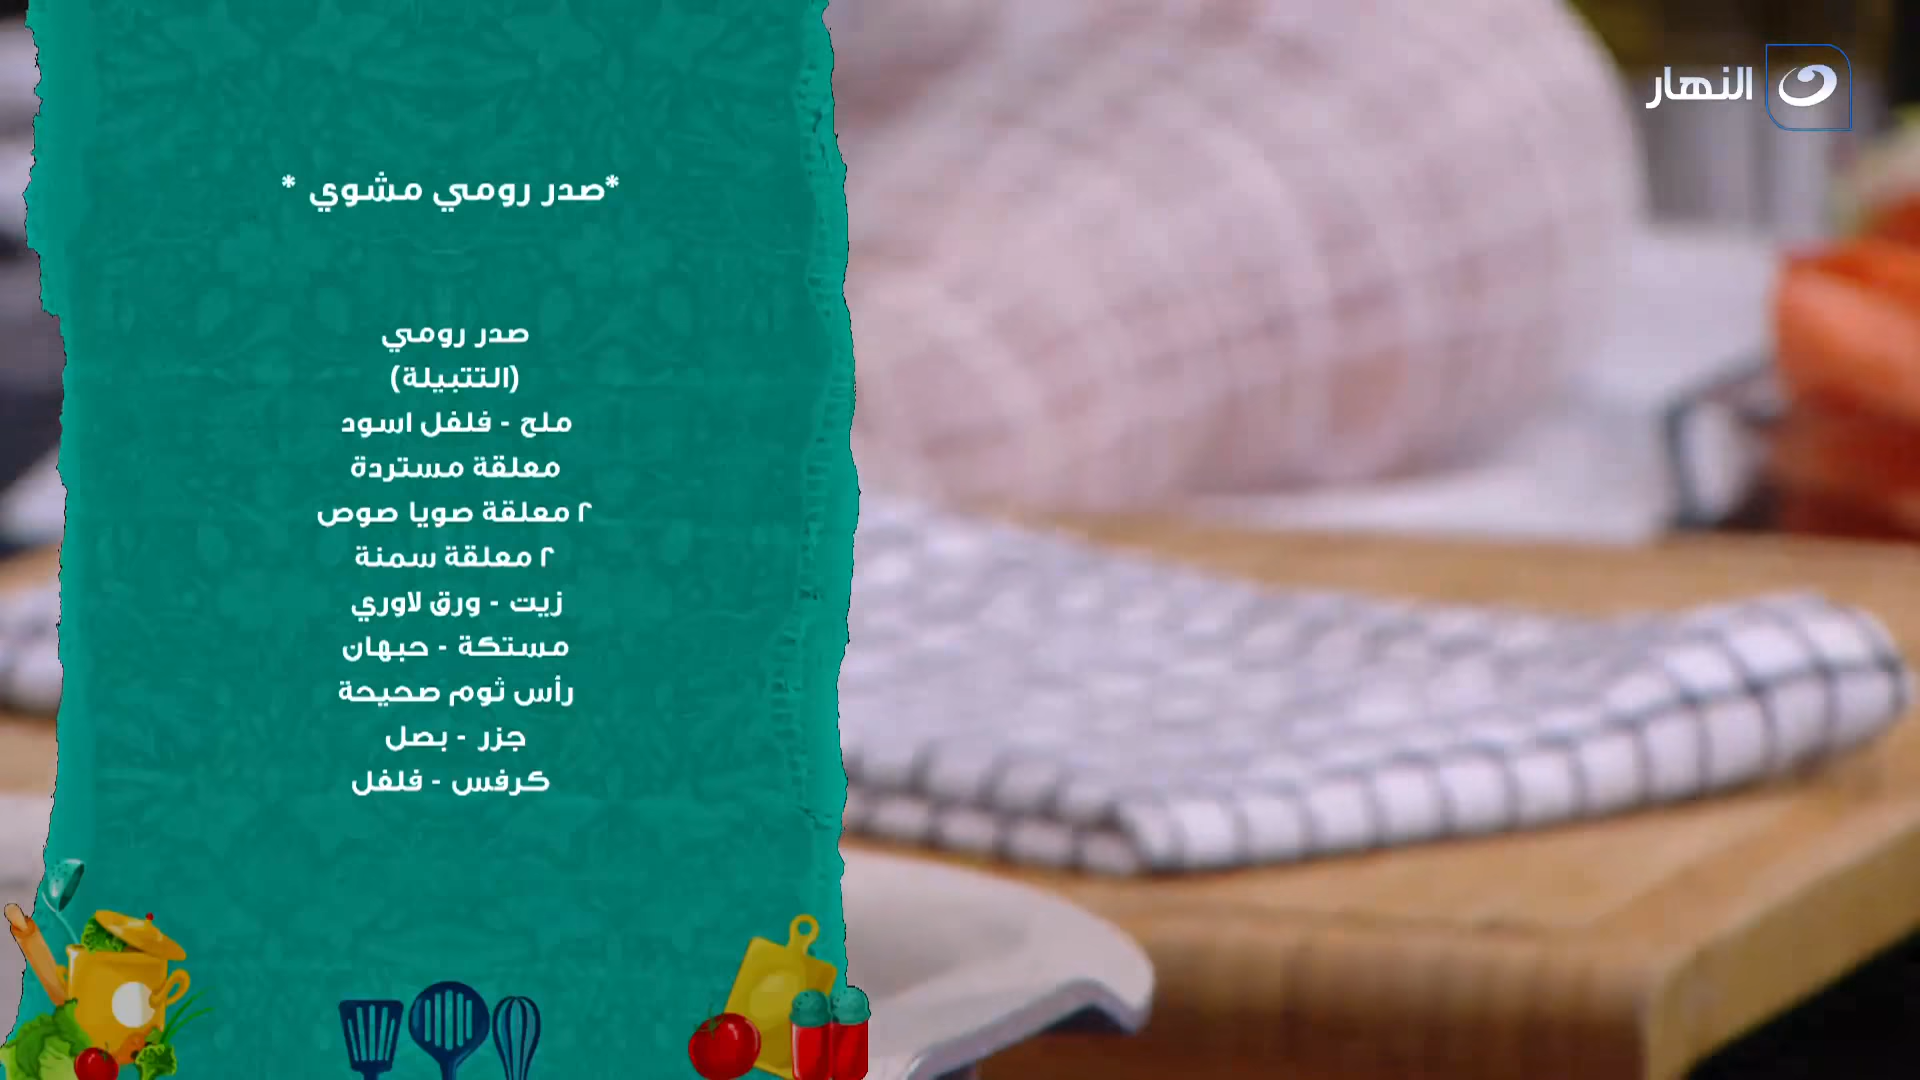 النهار
*صدر رومي مشوي *
صدر رومي
(التتبيلة)
ملح - فلفل اسود
معلقة مستردة
٢ معلقة صويا صوص
٢ معلقة سمنة
زيت - ورق لاوري
مستكة - حبهان
رأس ثوم صحيحة
جزر - بصل
كرفس - فلفل